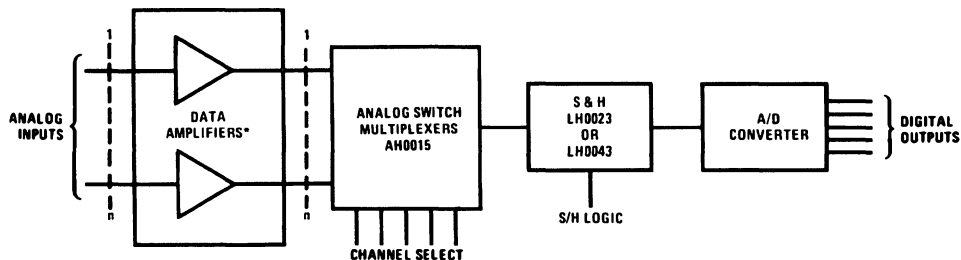 1
1
ANALOG
INPUTS
DATA
AMPLIFIERS*
n
n
ANALOG SWITCH
MULTIPLEXERS
AH0015
CHANNEL SELECT
S & H
LH0023
OR
LH0043
S/H LOGIC
A/D
CONVERTER
DIGITAL
OUTPUTS